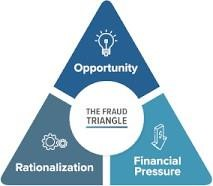 Opportunity
THE FRAUD
TRIANGLE
Rationalization
Financial
Pressure